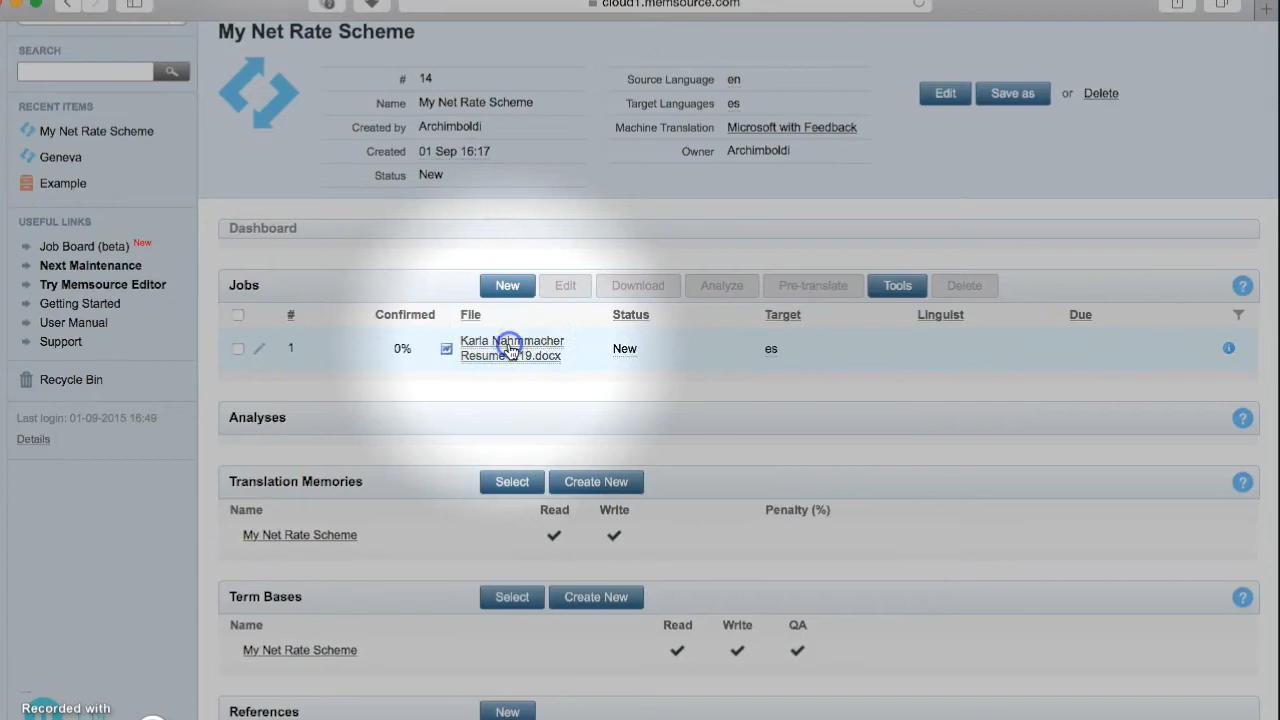 cloud1.memsource.com
My Net Rate Scheme
SEARCH
# 14
Source Language en
Name My Net Rate Scheme
Target Languages es
Edit Save as or Delete
RECENT ITEMS
Created by Archimboldi
Machine Translation Microsoft with Feedback
My Net Rate Scheme
Created 01 Sep 16:17
Owner Archimboldi
Geneva
Status New
Example
USEFUL LINKS
Job Board (beta) New
Next Maintenance
Try Memsource Editor
Getting Started
User Manual
Support
Recycle Bin
Last login: 01-09-2015 16:49
Details
Dashboard
Jobs New Edit Download Analyze Pre-translate Tools Delete ?
# Confirmed File Status Target Linguist Due
1 0% Karla Nahmmacher New es
.docx
Analyses ?
Translation Memories Select Create New ?
Name Read Write Penalty (%)
My Net Rate Scheme
Term Bases Select Create New ?
Name Read Write QA
My Net Rate Scheme
References New
Recorded with